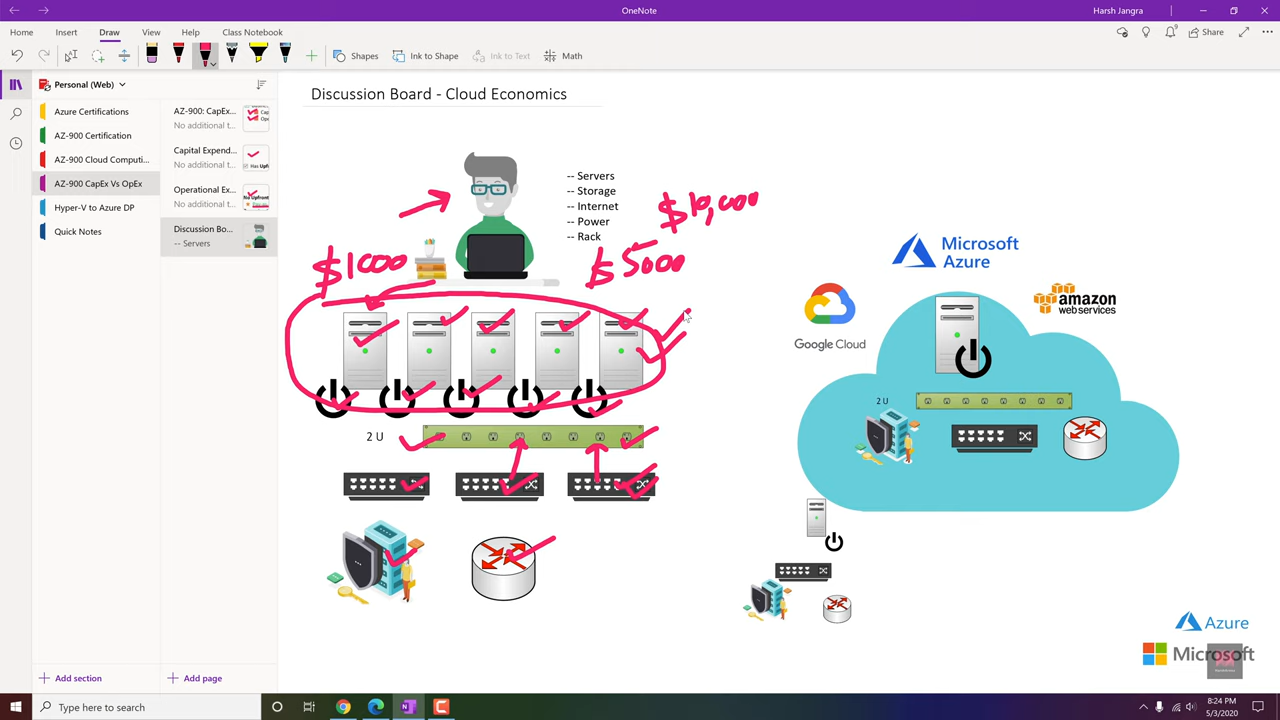 OneNote
Harsh Jangra
Home
Insert
Draw
View
Help
Class Notebook
Share
Shapes
Ink to Shape
Ink to Text
Math
Personal (Web)
Azure Certifications
AZ-900 Certification
AZ-900 Cloud Computi...
AZ-900 CapEx Vs OpEx
Hyper-V to Azure DP
Quick Notes
AZ-900: CapEx...
No additional t...
Capital Expend...
No additional t...
Operational Ex...
No additional t...
Discussion Bo...
-- Servers
Discussion Board - Cloud Economics
-- Servers
-- Storage
-- Internet
-- Power
-- Rack
$10,000
$5000
$1000
2 U
Microsoft
Azure
Google Cloud
amazon
web services
2 U
Azure
Microsoft
Add section
Add page
Type here to search
8:24 PM
5/3/2020